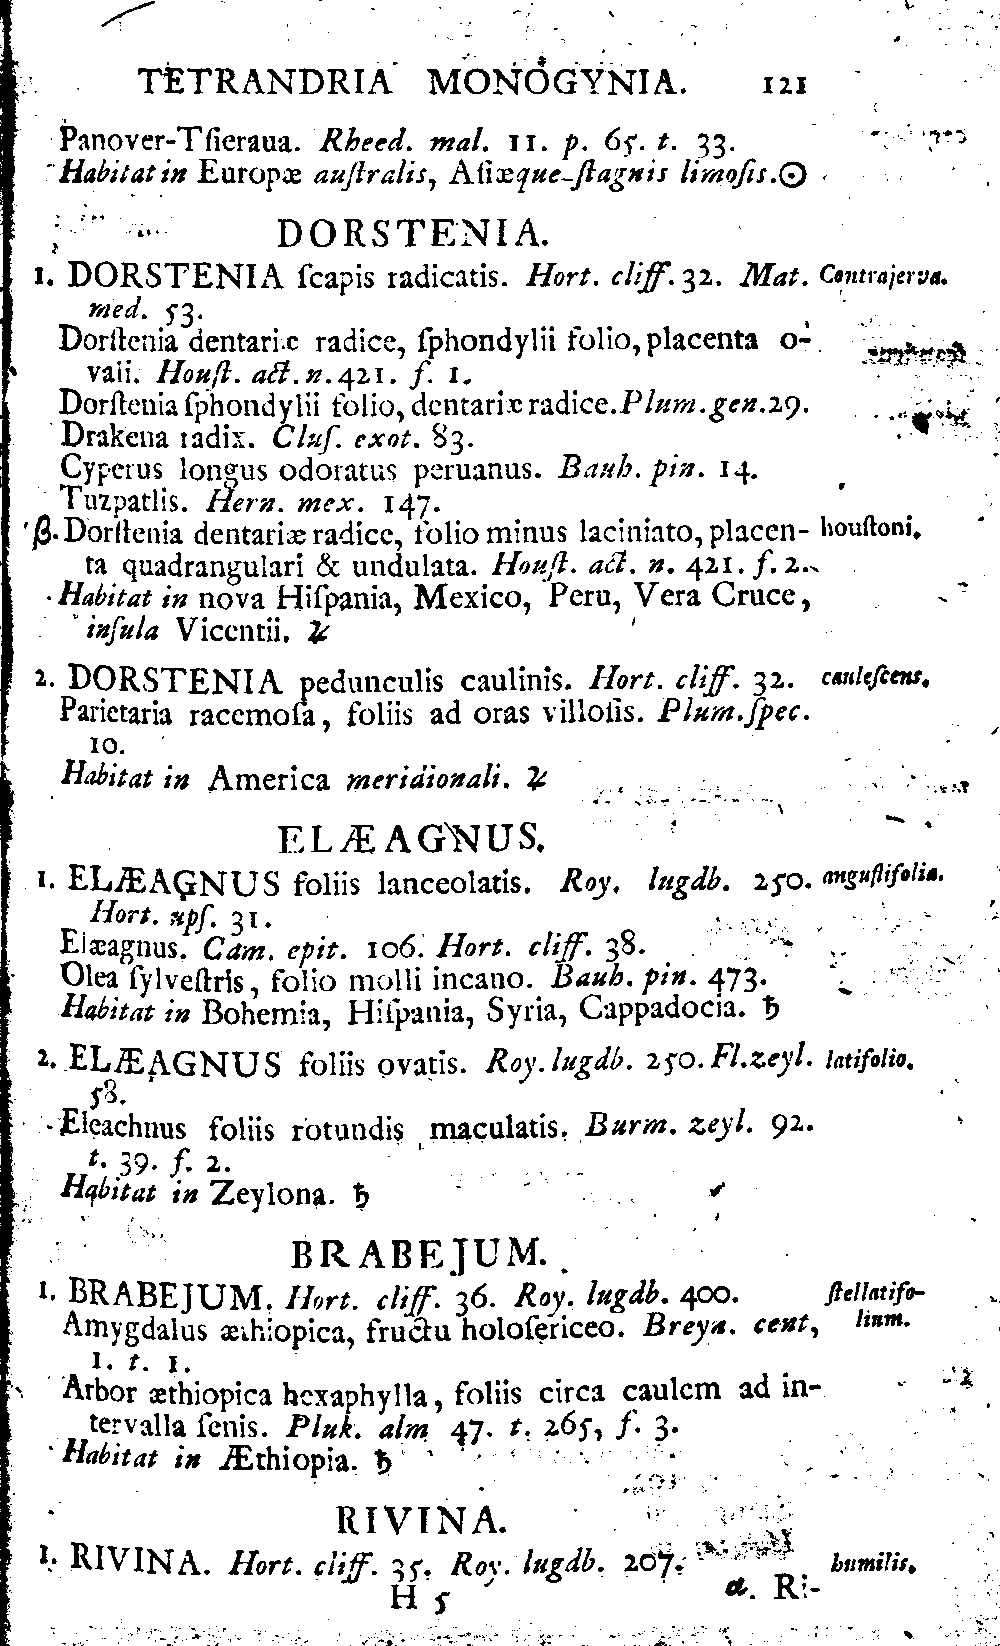 TETRANDRIA MONOGYNIA. 121
Panover-Tſieraua. Rheed. mal. 11. p. 65. t. 33.
Habitat in Europæ auſtralis, Aſiæque ſtagnis limoſis. ☉
DORSTENIA.
1. DORSTENIA ſcapis radicatis. Hort. cliff. 32. Mat. Contrajerva.
med. 53.
Dorſtenia dentariæ radice, ſphondylii folio, placenta o-
vali. Houſt. act. n. 421. f. 1.
Dorſtenia ſphondylii folio, dentariæ radice. Plum. gen. 29.
Drakena radix. Cluſ. exot. 83.
Cyperus longus odoratus peruanus. Bauh. pin. 14.
Tuzpatlis. Hern. mex. 147.
β. Dorſtenia dentariæ radice, folio minus laciniato, placen- houſtoni.
ta quadrangulari & undulata. Houſt. act. n. 421. f. 2.
Habitat in nova Hiſpania, Mexico, Peru, Vera Cruce,
inſula Vicentii. ♃
2. DORSTENIA pedunculis caulinis. Hort. cliff. 32. cauleſcens.
Parietaria racemoſa, foliis ad oras villoſis. Plum. ſpec.
10.
Habitat in America meridionali. ♃
ELÆAGNUS.
1. ELÆAGNUS foliis lanceolatis. Roy. lugdb. 250. anguſtifolia.
Hort. upſ. 31.
Elæagnus. Cam. epit. 106. Hort. cliff. 38.
Olea ſylveſtris, folio molli incano. Bauh. pin. 473.
Habitat in Bohemia, Hiſpania, Syria, Cappadocia. ♄
2. ELÆAGNUS foliis ovatis. Roy. lugdb. 250. Fl. zeyl. latifolio.
58.
Eleachnus foliis rotundis maculatis. Burm. zeyl. 92.
t. 39. f. 2.
Habitat in Zeylona. ♄
BRABEJUM.
1. BRABEJUM. Hort. cliff. 36. Roy. lugdb. 400. ſtellatifo-
Amygdalus æthiopica, fructu holoſericeo. Breyn. cent, lium.
1. t. 1.
Arbor æthiopica hexaphylla, foliis circa caulem ad in-
tervalla ſenis. Pluk. alm 47. t. 265, f. 3.
Habitat in Æthiopia. ♄
RIVINA.
1. RIVINA. Hort. cliff. 35. Roy. lugdb. 207. humilis.
H 5 α. Ri-